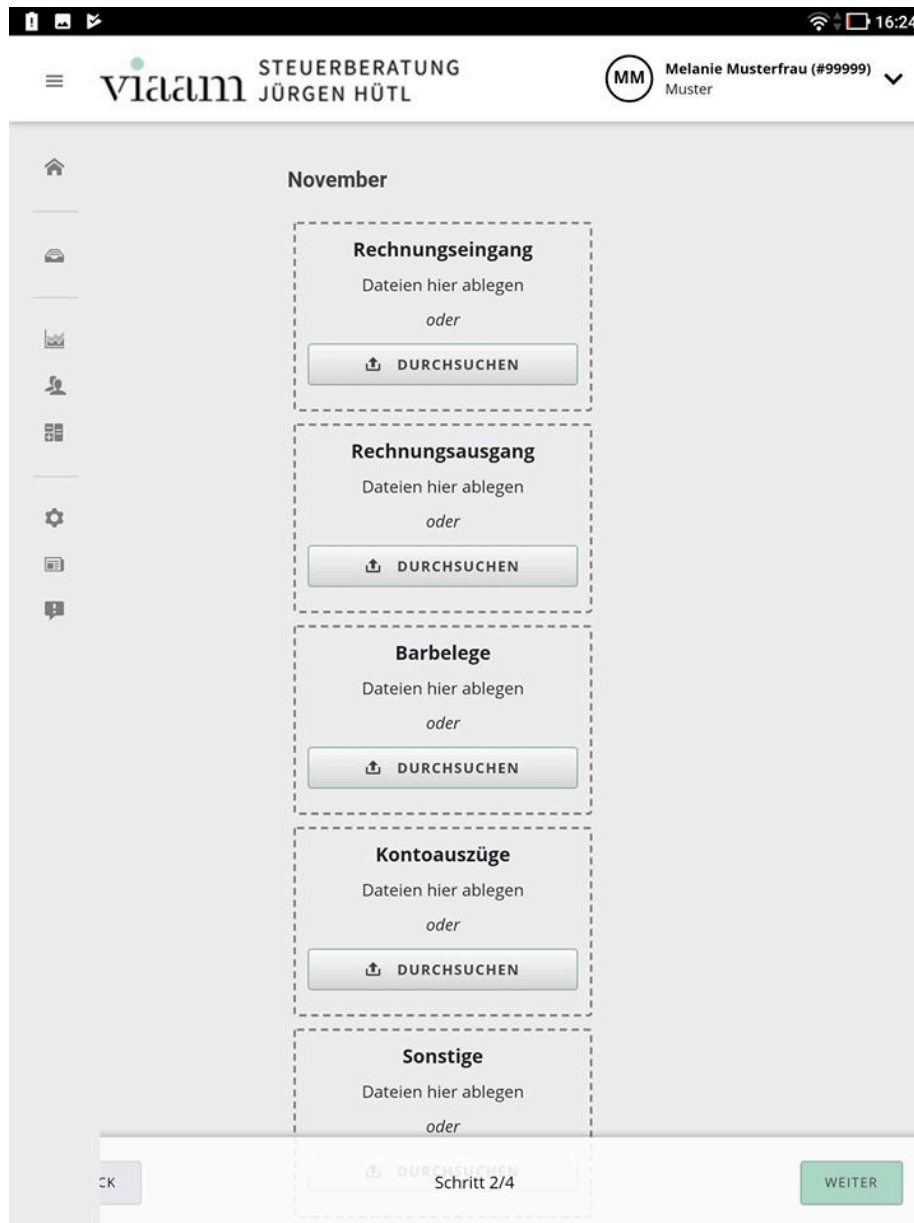 16:24
viaam STEUERBERATUNG
JÜRGEN HÜTL
MM
Melanie Musterfrau (#99999)
Muster
November
Rechnungseingang
Dateien hier ablegen
oder
DURCHSUCHEN
Rechnungsausgang
Dateien hier ablegen
oder
DURCHSUCHEN
Barbelege
Dateien hier ablegen
oder
DURCHSUCHEN
Kontoauszüge
Dateien hier ablegen
oder
DURCHSUCHEN
Sonstige
Dateien hier ablegen
oder
DURCHSUCHEN
CK
Schritt 2/4
WEITER